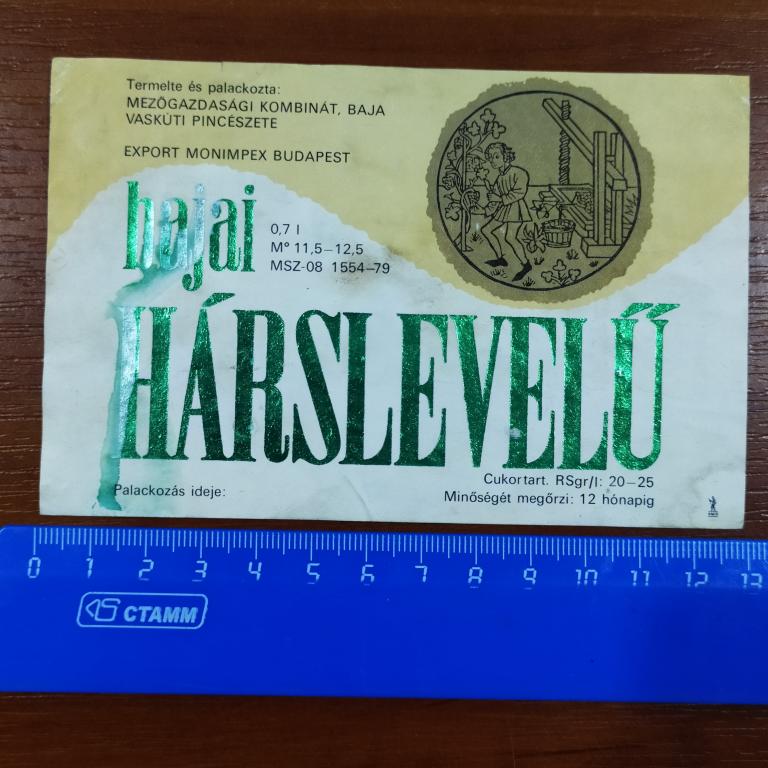 Termelte és palackozta:
MEZŐGAZDASÁGI KOMBINÁT, BAJA
VASKÚTI PINCÉSZETE
EXPORT MONIMPEX BUDAPEST
bajai
0,7 l
M° 11,5–12,5
MSZ-08 1554–79
HÁRSLEVELŰ
Palackozás ideje:
Cukortart. RSgr/l: 20–25
Minőségét megőrzi: 12 hónapig
0 1 2 3 4 5 6 7 8 9 10 11 12 13
СТАММ